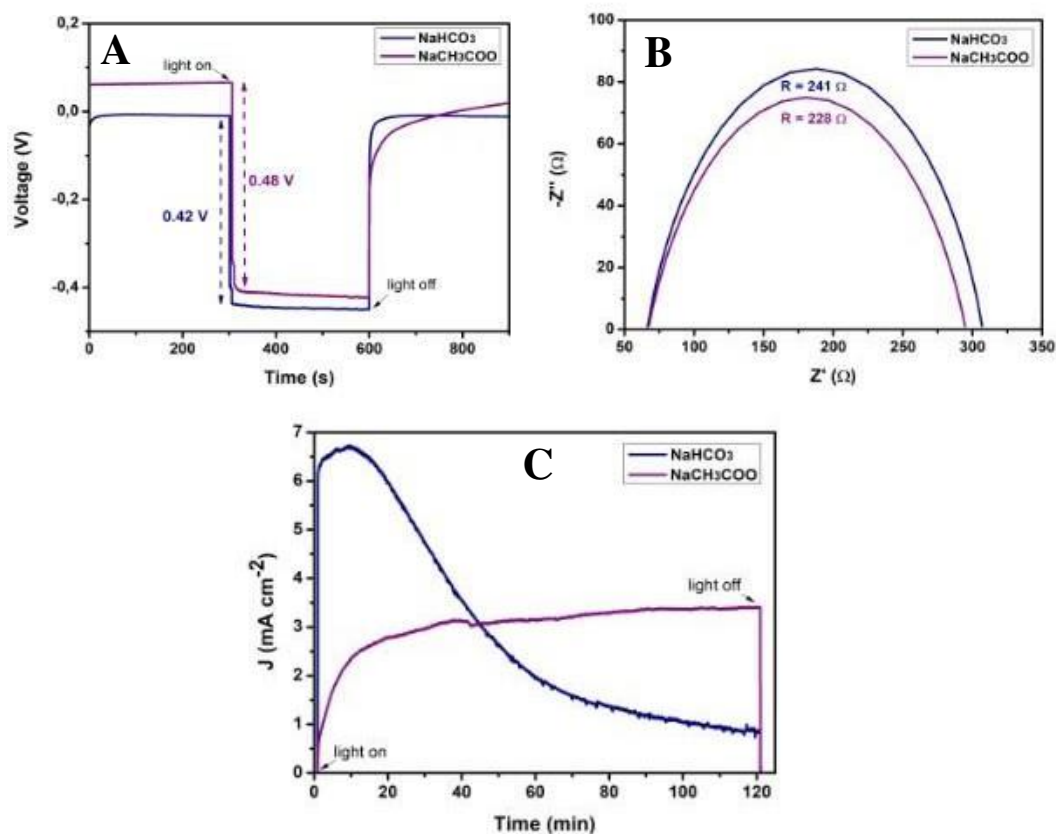 A
NaHCO3
NaCH3COO
light on
0.48 V
0.42 V
light off
Voltage (V)
0,2
0,0
-0,2
-0,4
0 200 400 600 800
Time (s)
B
NaHCO3
NaCH3COO
R = 241 Ω
R = 228 Ω
-Z'' (Ω)
100
80
60
40
20
0
50 100 150 200 250 300 350
Z' (Ω)
C
NaHCO3
NaCH3COO
light off
light on
J (mA cm-2)
7
6
5
4
3
2
1
0
0 20 40 60 80 100 120
Time (min)